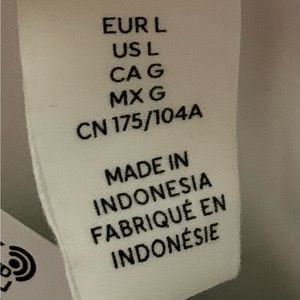 EUR L
US L
CA G
MX G
CN 175/104A
MADE IN
INDONESIA
FABRIQUÉ EN
INDONÉSIE